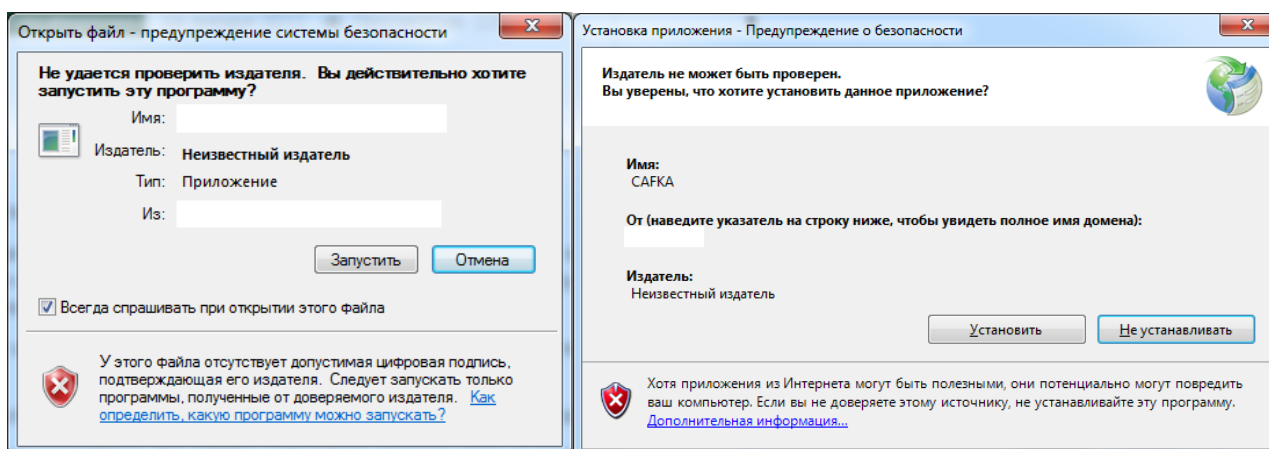 Открыть файл - предупреждение системы безопасности
Не удается проверить издателя. Вы действительно хотите
запустить эту программу?
Имя:
Издатель: Неизвестный издатель
Тип: Приложение
Из:
Запустить Отмена
Всегда спрашивать при открытии этого файла
У этого файла отсутствует допустимая цифровая подпись,
подтверждающая его издателя. Следует запускать только
программы, полученные от доверяемого издателя. Как
определить, какую программу можно запускать?
Установка приложения - Предупреждение о безопасности
Издатель не может быть проверен.
Вы уверены, что хотите установить данное приложение?
Имя:
CAFKA
От (наведите указатель на строку ниже, чтобы увидеть полное имя домена):
Издатель:
Неизвестный издатель
Установить Не устанавливать
Хотя приложения из Интернета могут быть полезными, они потенциально могут повредить
ваш компьютер. Если вы не доверяете этому источнику, не устанавливайте эту программу.
Дополнительная информация...